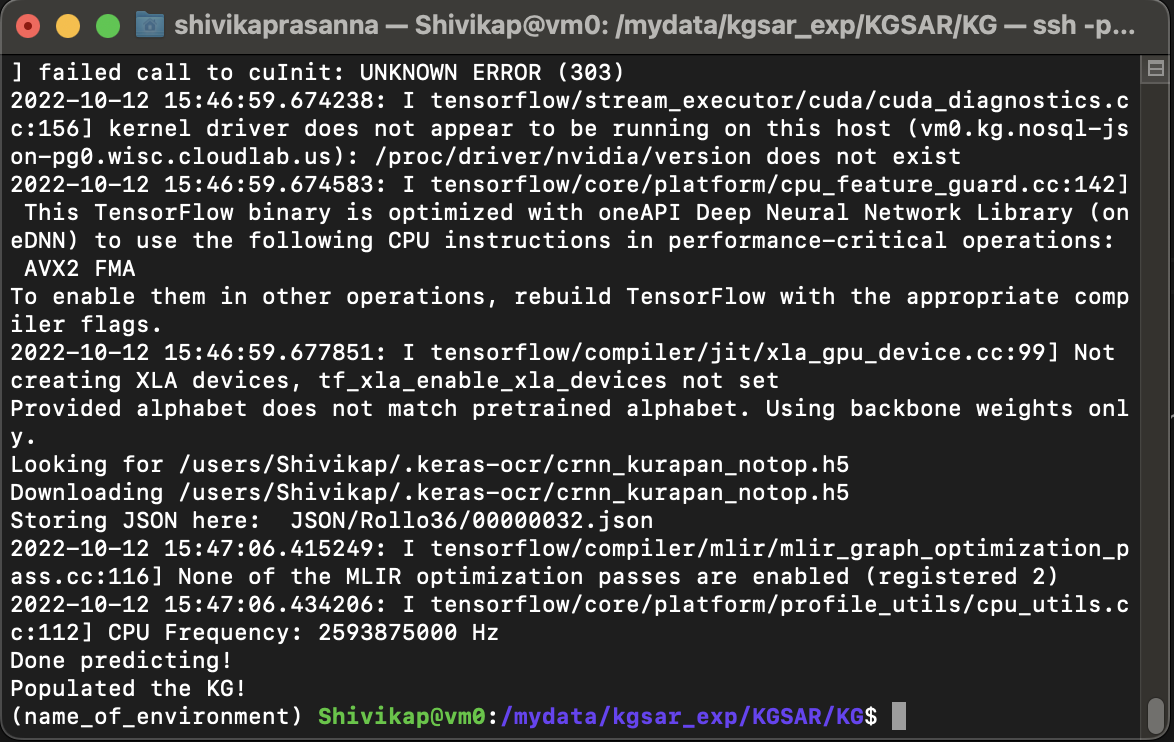 shivikaprasanna — Shivikap@vm0: /mydata/kgsar_exp/KGSAR/KG — ssh -p...
] failed call to cuInit: UNKNOWN ERROR (303)
2022-10-12 15:46:59.674238: I tensorflow/stream_executor/cuda/cuda_diagnostics.c
c:156] kernel driver does not appear to be running on this host (vm0.kg.nosql-js
on-pg0.wisc.cloudlab.us): /proc/driver/nvidia/version does not exist
2022-10-12 15:46:59.674583: I tensorflow/core/platform/cpu_feature_guard.cc:142]
 This TensorFlow binary is optimized with oneAPI Deep Neural Network Library (on
eDNN) to use the following CPU instructions in performance-critical operations:
 AVX2 FMA
To enable them in other operations, rebuild TensorFlow with the appropriate comp
iler flags.
2022-10-12 15:46:59.677851: I tensorflow/compiler/jit/xla_gpu_device.cc:99] Not
creating XLA devices, tf_xla_enable_xla_devices not set
Provided alphabet does not match pretrained alphabet. Using backbone weights onl
y.
Looking for /users/Shivikap/.keras-ocr/crnn_kurapan_notop.h5
Downloading /users/Shivikap/.keras-ocr/crnn_kurapan_notop.h5
Storing JSON here:  JSON/Rollo36/00000032.json
2022-10-12 15:47:06.415249: I tensorflow/compiler/mlir/mlir_graph_optimization_p
ass.cc:116] None of the MLIR optimization passes are enabled (registered 2)
2022-10-12 15:47:06.434206: I tensorflow/core/platform/profile_utils/cpu_utils.c
c:112] CPU Frequency: 2593875000 Hz
Done predicting!
Populated the KG!
(name_of_environment) Shivikap@vm0:/mydata/kgsar_exp/KGSAR/KG$